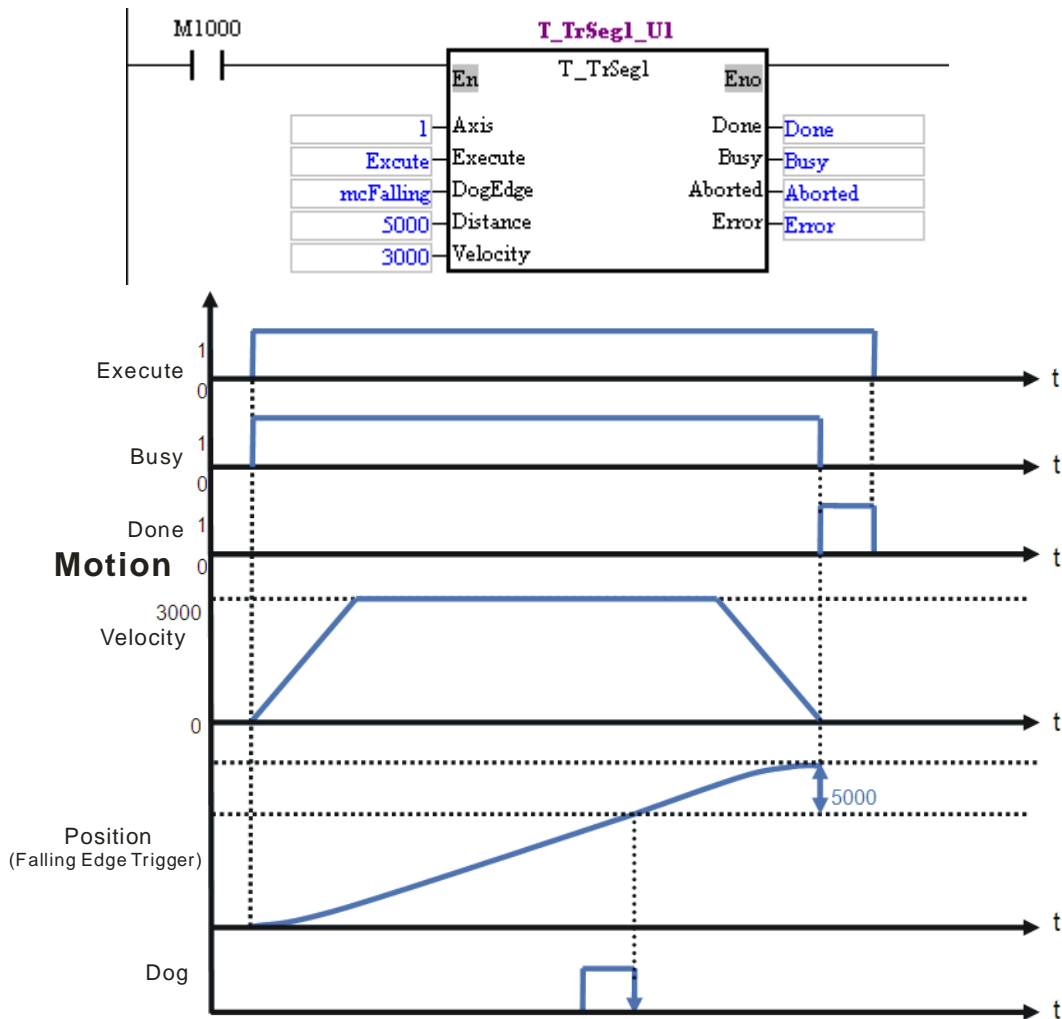 M1000
T_TrSeg1_U1
T_TrSeg1
En Eno
1 Axis Done Done
Excute Execute Busy Busy
mcFalling DogEdge Aborted Aborted
5000 Distance Error Error
3000 Velocity
1
Execute
0
t
1
Busy
0
t
Done 1
Motion 0
t
3000
Velocity
0
t
5000
Position
(Falling Edge Trigger)
t
Dog
t